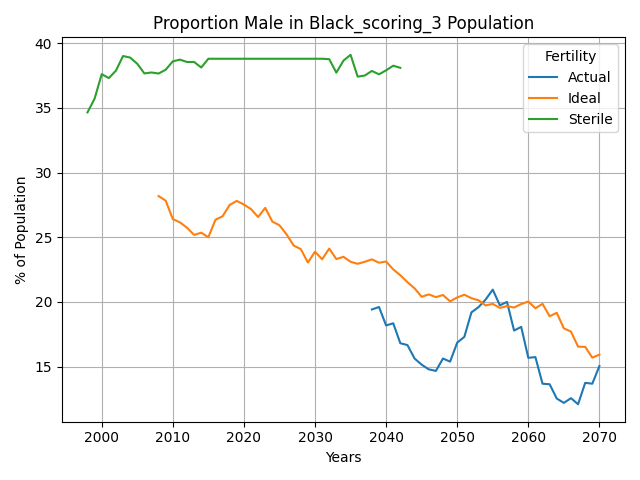 Proportion Male in Black_scoring_3 Population
Fertility
Actual
Ideal
Sterile
% of Population
40
35
30
25
20
15
2000 2010 2020 2030 2040 2050 2060 2070
Years